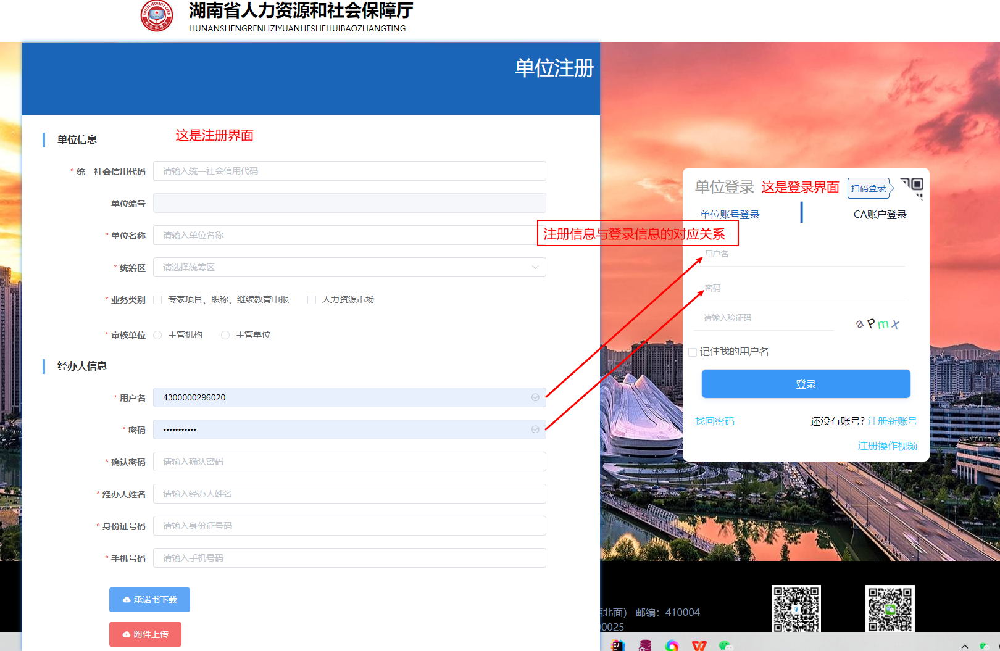 湖南省人力资源和社会保障厅
HUNANSHENGRENLIZIYUANHESHEHUIBAOZHANGTING
单位注册
单位信息
这是注册界面
* 统一社会信用代码 请输入统一社会信用代码
单位编号
* 单位名称 请输入单位名称
* 统筹区 请选择统筹区
* 业务类别 专家项目、职称、继续教育申报 人力资源市场
* 审核单位 主管机构 主管单位
经办人信息
* 用户名 4300000296020
* 密码 •••••••••••
* 确认密码 请输入确认密码
* 经办人姓名 请输入经办人姓名
* 身份证号码 请输入身份证号码
* 手机号码 请输入手机号码
承诺书下载
附件上传
单位登录 这是登录界面 扫码登录
单位账号登录 CA账户登录
注册信息与登录信息的对应关系
用户名
密码
请输入验证码 aPmx
记住我的用户名
登录
找回密码 还没有账号? 注册新账号
注册操作视频
北面） 邮编：410004
0025